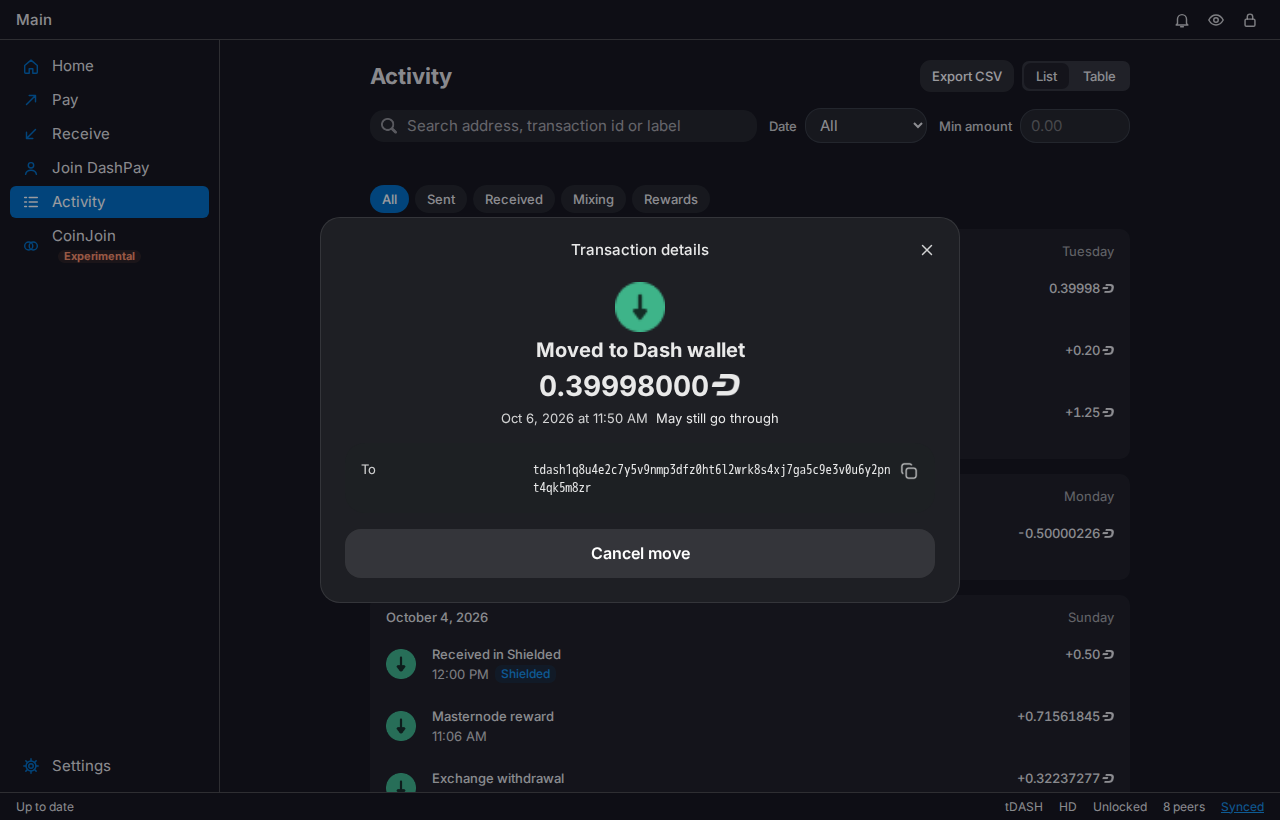 Main
Home
Pay
Receive
Join DashPay
Activity
CoinJoin
Experimental
Settings
Activity
Export CSV
List
Table
Search address, transaction id or label
Date
All
Min amount
0.00
All
Sent
Received
Mixing
Rewards
Tuesday
0.39998
+0.20
+1.25
Monday
-0.50000226
Transaction details
Moved to Dash wallet
0.39998000
Oct 6, 2026 at 11:50 AM May still go through
To
tdash1q8u4e2c7y5v9nmp3dfz0ht6l2wrk8s4xj7ga5c9e3v0u6y2pn
t4qk5m8zr
Cancel move
October 4, 2026
Sunday
Received in Shielded
+0.50
12:00 PM Shielded
Masternode reward
+0.71561845
11:06 AM
Exchange withdrawal
+0.32237277
Up to date
tDASH
HD
Unlocked
8 peers
Synced